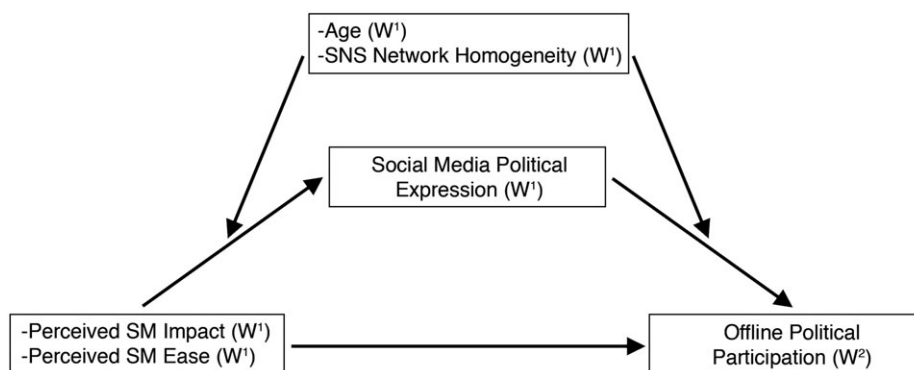 -Age (W¹)
-SNS Network Homogeneity (W¹)
Social Media Political
Expression (W¹)
-Perceived SM Impact (W¹)
-Perceived SM Ease (W¹)
Offline Political
Participation (W²)